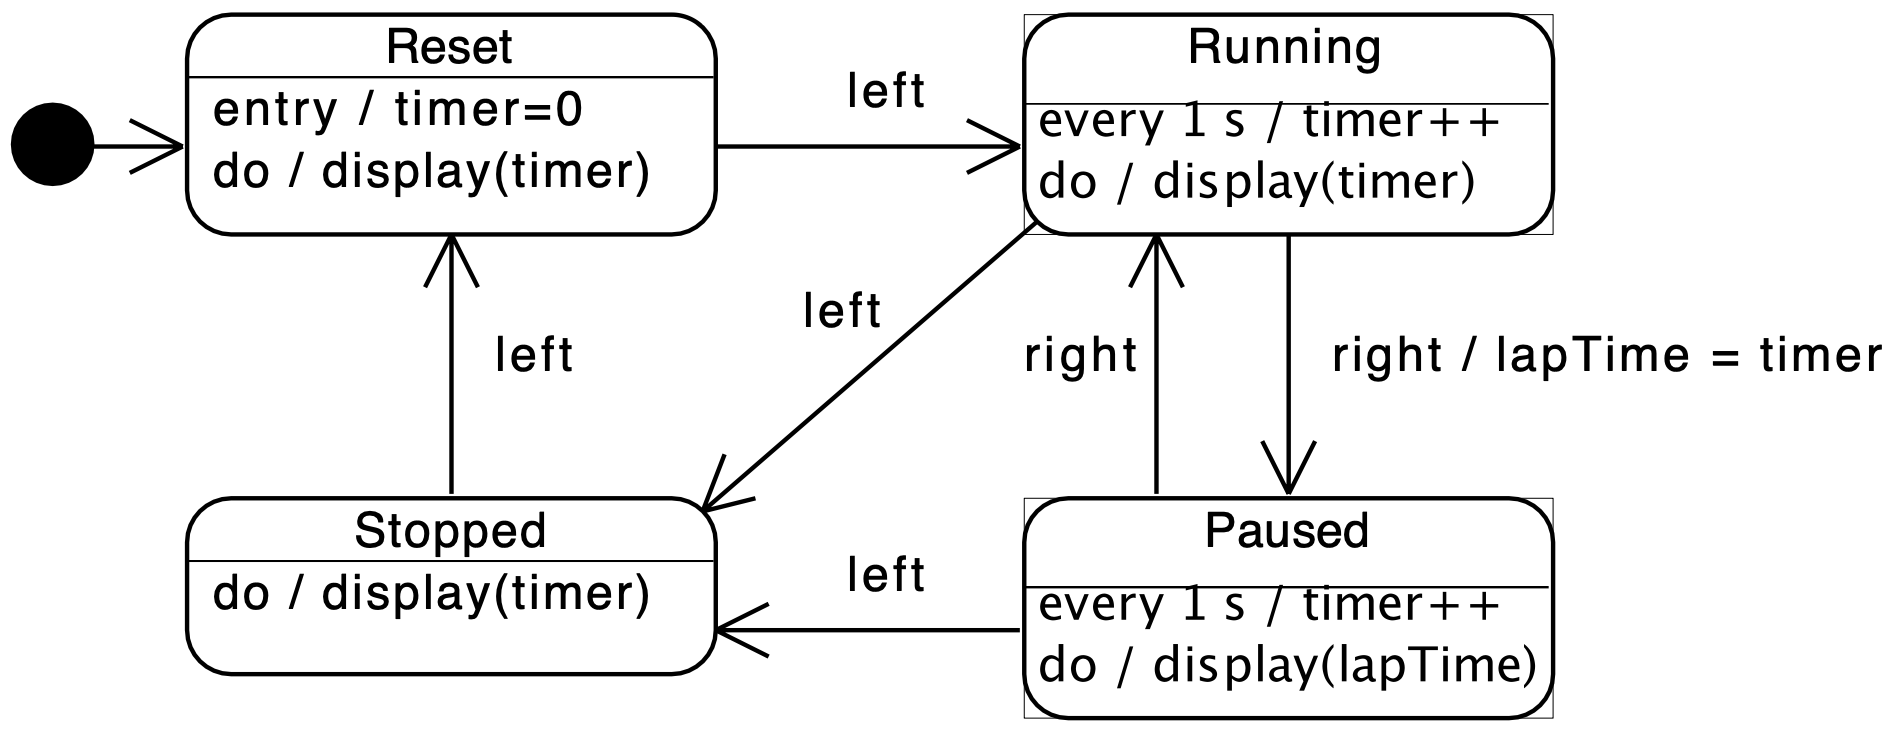 Reset
entry / timer=0
do / display(timer)
left
Running
every 1 s / timer++
do / display(timer)
left
left
right
right / lapTime = timer
Stopped
do / display(timer)
left
Paused
every 1 s / timer++
do / display(lapTime)